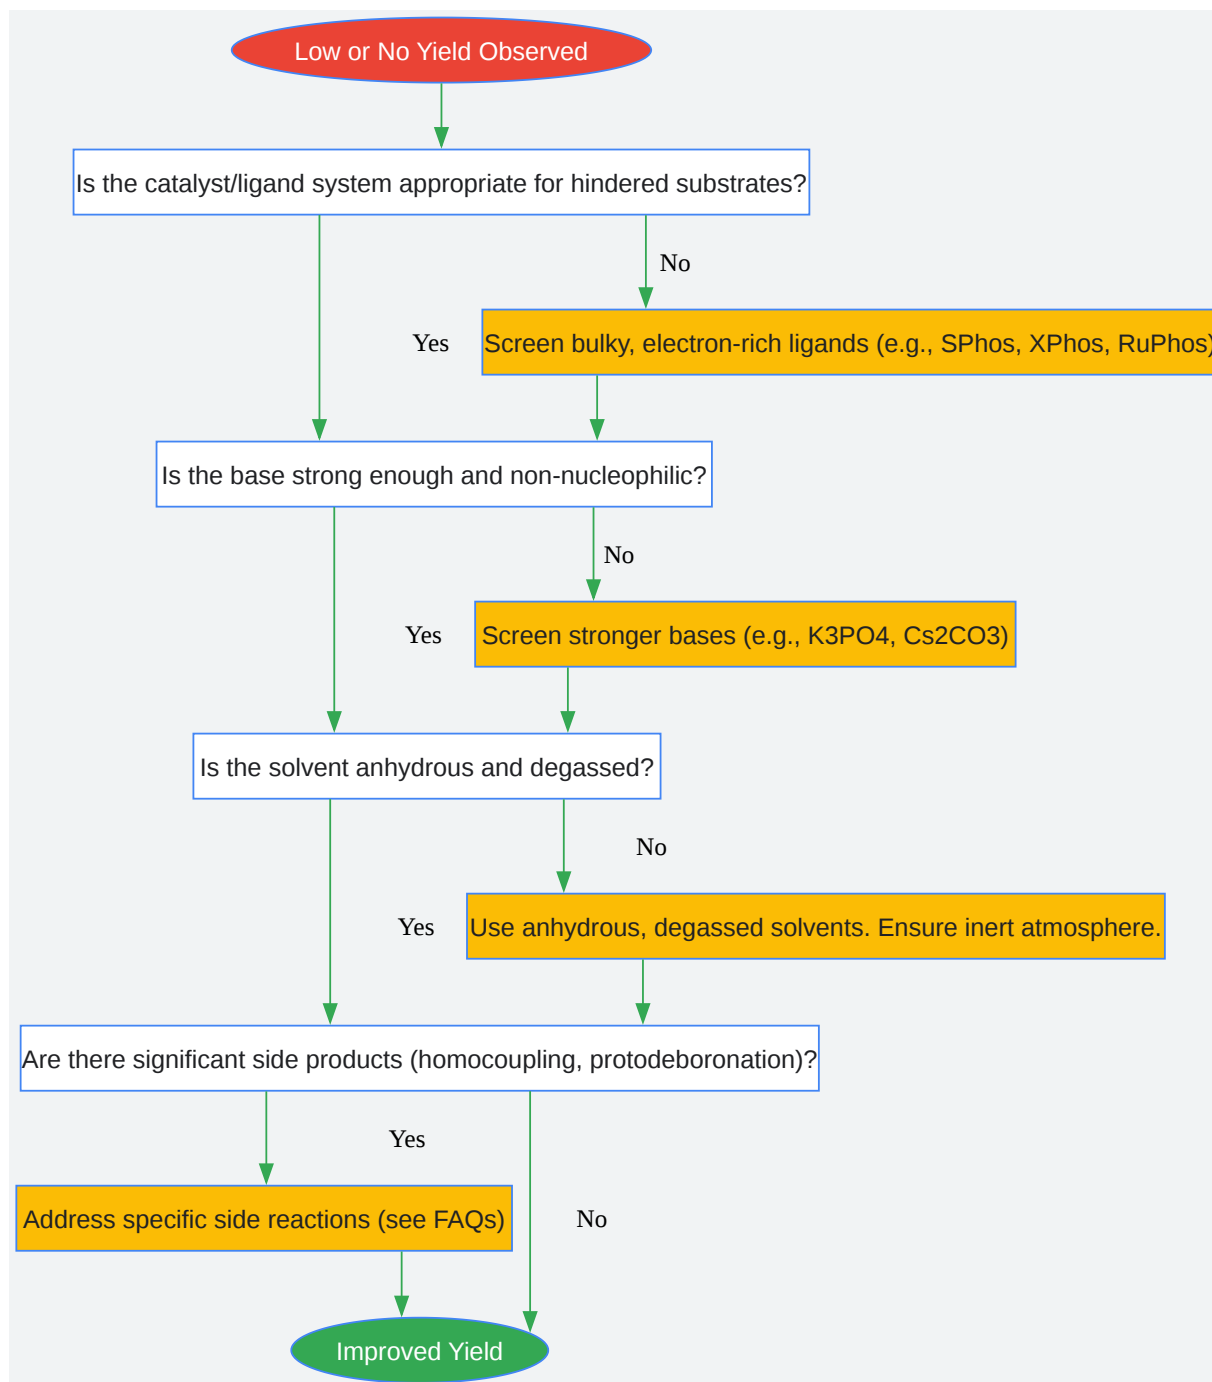 Low or No Yield Observed
Is the catalyst/ligand system appropriate for hindered substrates?
No
Yes
Screen bulky, electron-rich ligands (e.g., SPhos, XPhos, RuPhos)
Is the base strong enough and non-nucleophilic?
No
Yes
Screen stronger bases (e.g., K3PO4, Cs2CO3)
Is the solvent anhydrous and degassed?
No
Yes
Use anhydrous, degassed solvents. Ensure inert atmosphere.
Are there significant side products (homocoupling, protodeboronation)?
Yes
Address specific side reactions (see FAQs)
No
Improved Yield